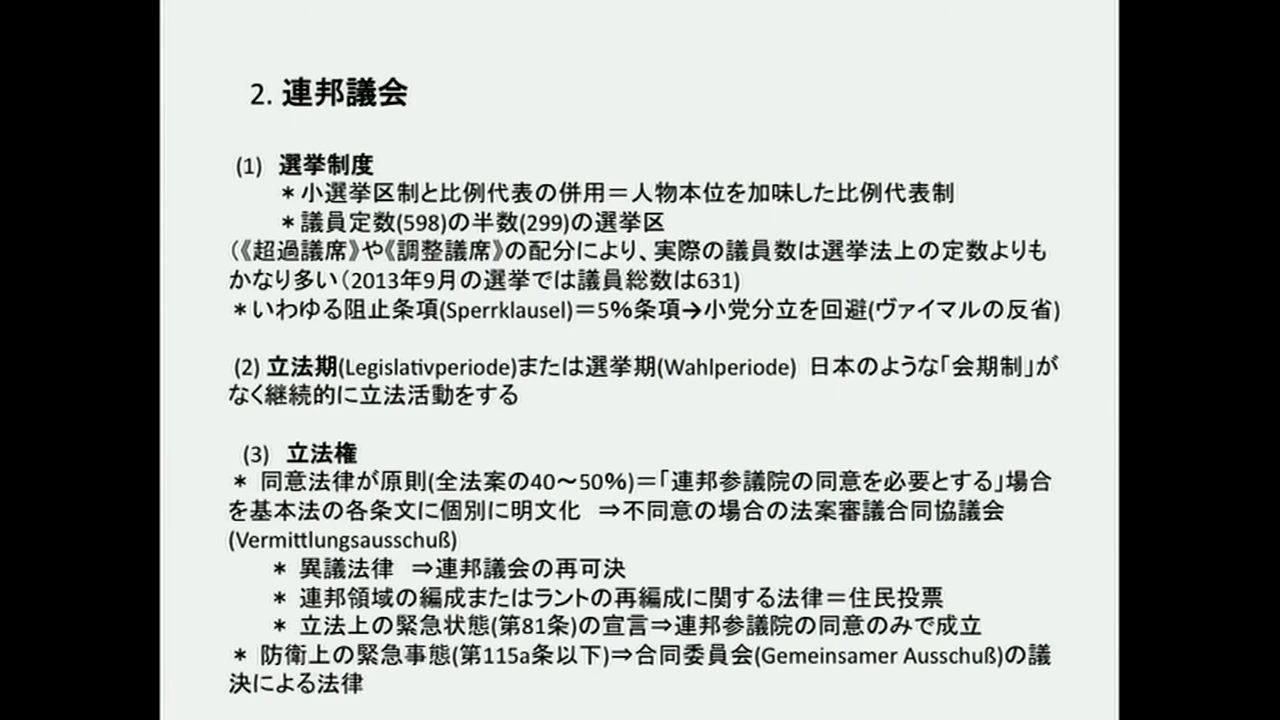 2. 連邦議会
(1) 選挙制度
＊小選挙区制と比例代表の併用＝人物本位を加味した比例代表制
＊議員定数(598)の半数(299)の選挙区
（《超過議席》や《調整議席》の配分により、実際の議員数は選挙法上の定数よりも
かなり多い（2013年9月の選挙では議員総数は631)
＊いわゆる阻止条項(Sperrklausel)＝5％条項→小党分立を回避(ヴァイマルの反省)
(2) 立法期(Legislativperiode)または選挙期(Wahlperiode) 日本のような「会期制」が
なく継続的に立法活動をする
(3) 立法権
＊ 同意法律が原則(全法案の40～50%)＝「連邦参議院の同意を必要とする」場合
を基本法の各条文に個別に明文化 ⇒不同意の場合の法案審議合同協議会
(Vermittlungsausschuß)
＊ 異議法律 ⇒連邦議会の再可決
＊ 連邦領域の編成またはラントの再編成に関する法律＝住民投票
＊ 立法上の緊急状態(第81条)の宣言⇒連邦参議院の同意のみで成立
＊ 防衛上の緊急事態(第115a条以下)⇒合同委員会(Gemeinsamer Ausschuß)の議
決による法律